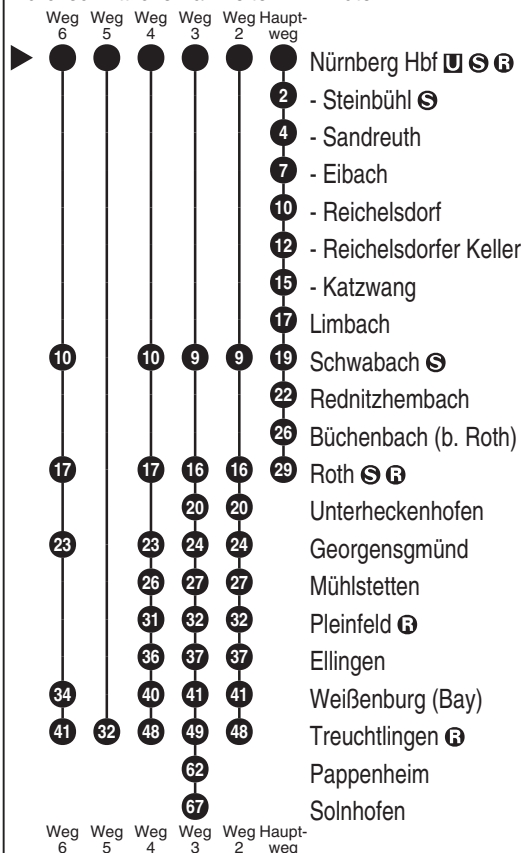 Weg Weg Weg Weg Weg Haupt-
6 5 4 3 2 weg
Nürnberg Hbf U S R
2 - Steinbühl S
4 - Sandreuth
7 - Eibach
10 - Reichelsdorf
12 - Reichelsdorfer Keller
15 - Katzwang
17 Limbach
10 10 9 9 19 Schwabach S
22 Rednitzhembach
26 Büchenbach (b. Roth)
17 17 16 16 29 Roth S R
20 20 Unterheckenhofen
23 23 24 24 Georgensgmünd
26 27 27 Mühlstetten
31 32 32 Pleinfeld R
36 37 37 Ellingen
34 40 41 41 Weißenburg (Bay)
41 32 48 49 48 Treuchtlingen R
62 Pappenheim
67 Solnhofen
Weg Weg Weg Weg Weg Haupt-
6 5 4 3 2 weg